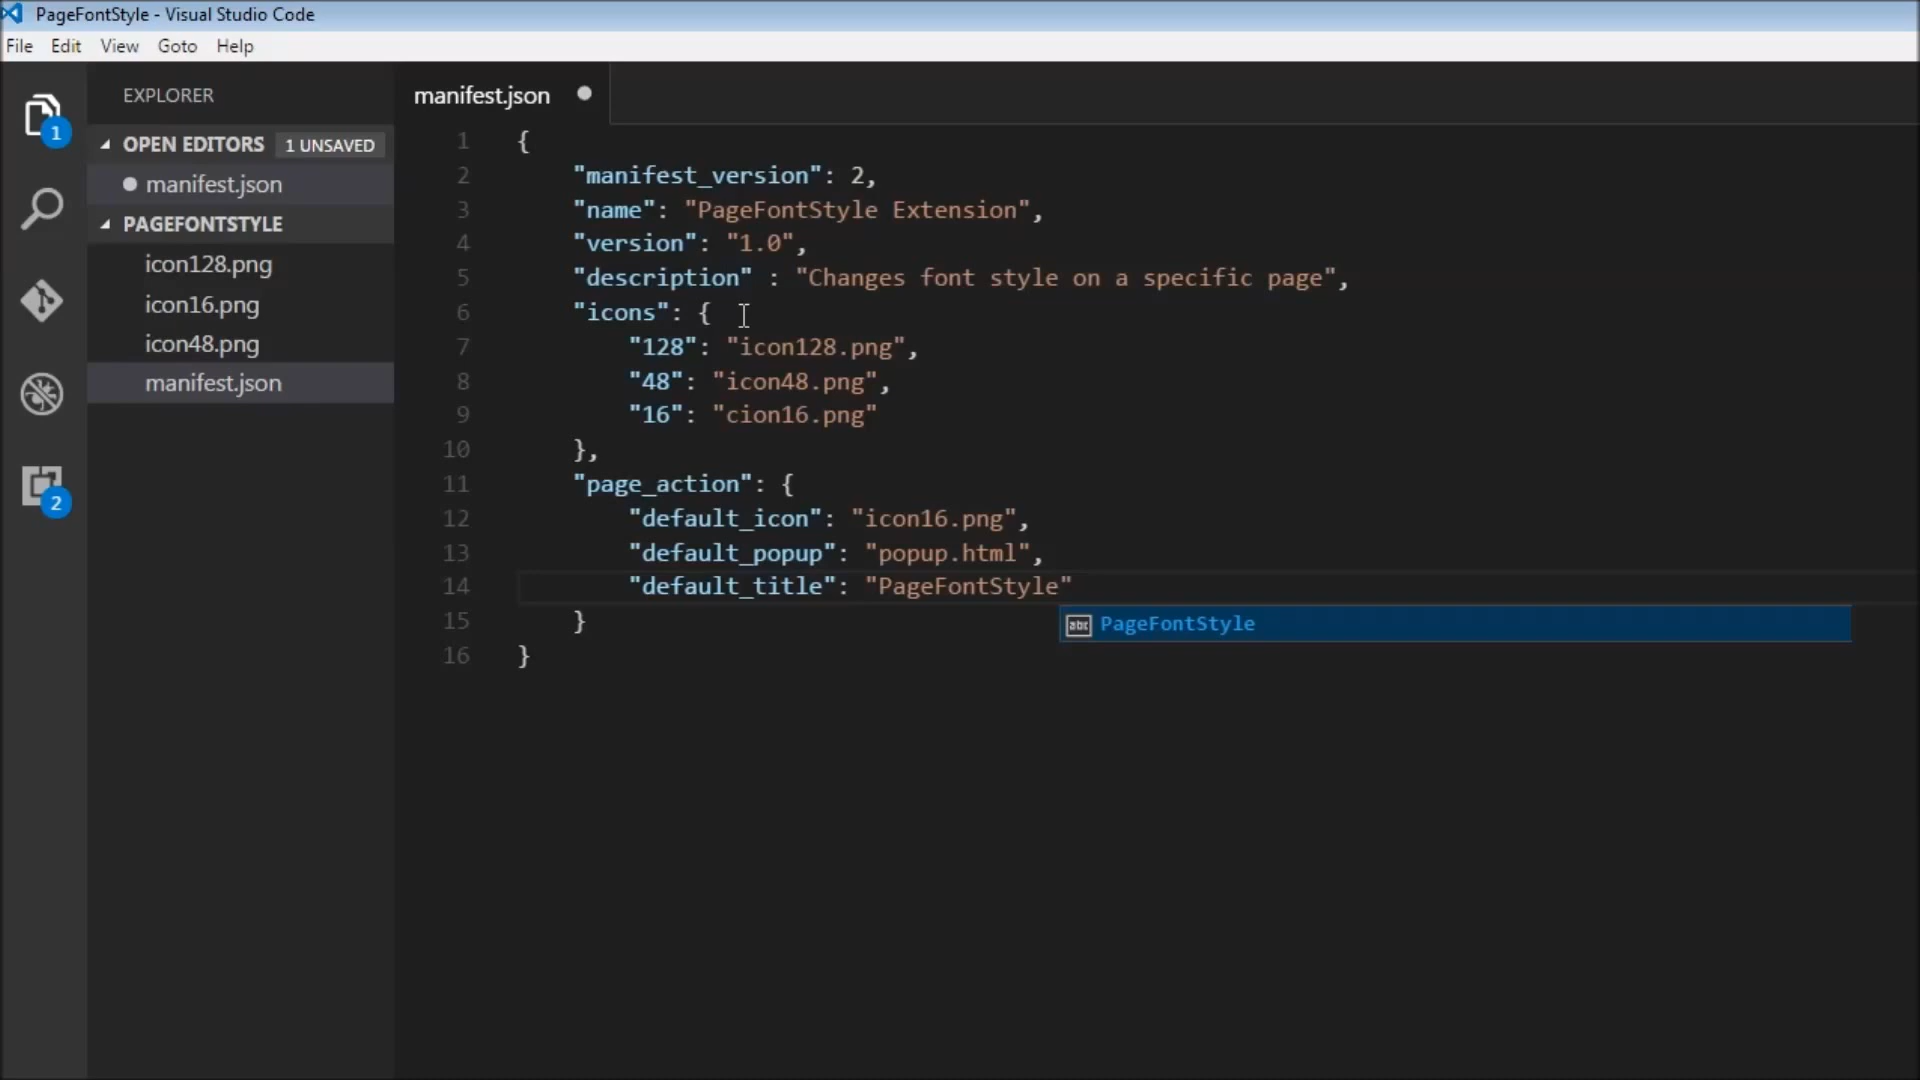 PageFontStyle - Visual Studio Code
File Edit View Goto Help
EXPLORER
OPEN EDITORS 1 UNSAVED
manifest.json
PAGEFONTSTYLE
icon128.png
icon16.png
icon48.png
manifest.json
1
2
manifest.json
1 {
2 "manifest_version": 2,
3 "name": "PageFontStyle Extension",
4 "version": "1.0",
5 "description" : "Changes font style on a specific page",
6 "icons": {
7 "128": "icon128.png",
8 "48": "icon48.png",
9 "16": "cion16.png"
10 },
11 "page_action": {
12 "default_icon": "icon16.png",
13 "default_popup": "popup.html",
14 "default_title": "PageFontStyle"
15 }
abc PageFontStyle
16 }